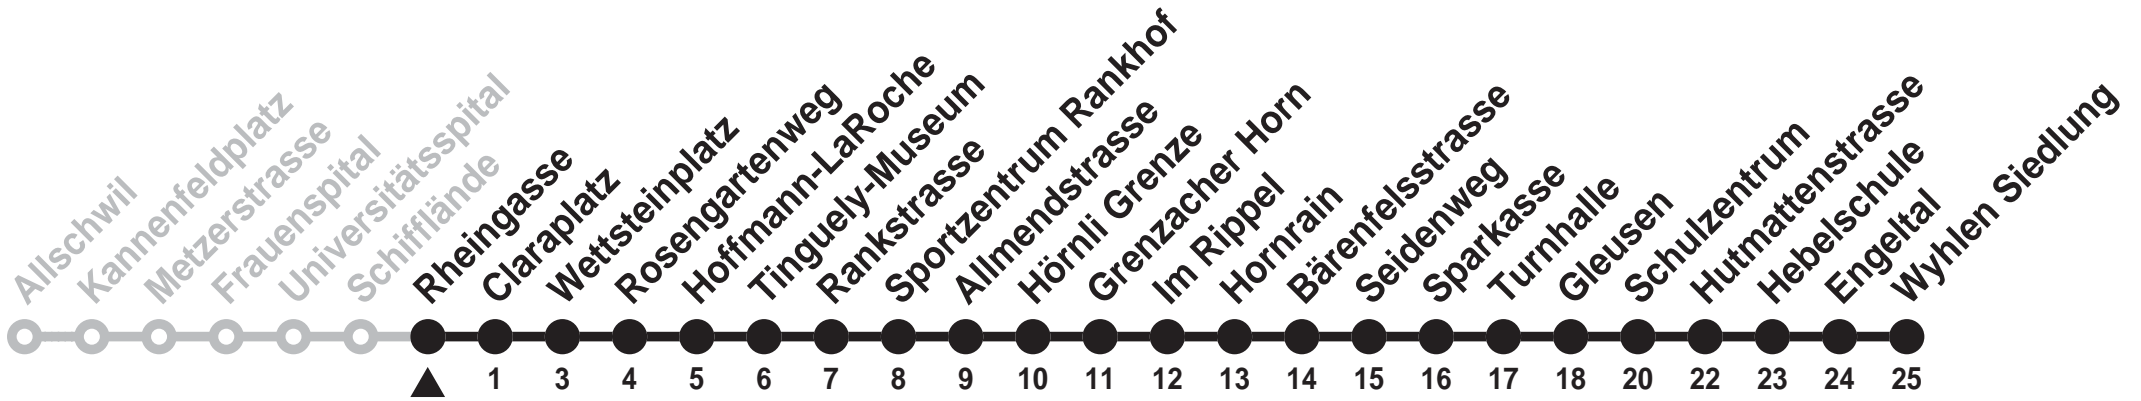 Allschwil
Kannenfeldplatz
Metzerstrasse
Frauenspital
Universitätsspital
Schifflände
Rheingasse
Claraplatz
Wettsteinplatz
Rosengartenweg
Hoffmann-LaRoche
Tinguely-Museum
Rankstrasse
Sportzentrum Rankhof
Allmendstrasse
Hörnli Grenze
Grenzacher Horn
Im Rippel
Hornrain
Bärenfelsstrasse
Seidenweg
Sparkasse
Turnhalle
Gleusen
Schulzentrum
Hutmattenstrasse
Hebelschule
Engeltal
Wyhlen Siedlung
1 3 4 5 6 7 8 9 10 11 12 13 14 15 16 17 18 20 22 23 24 25